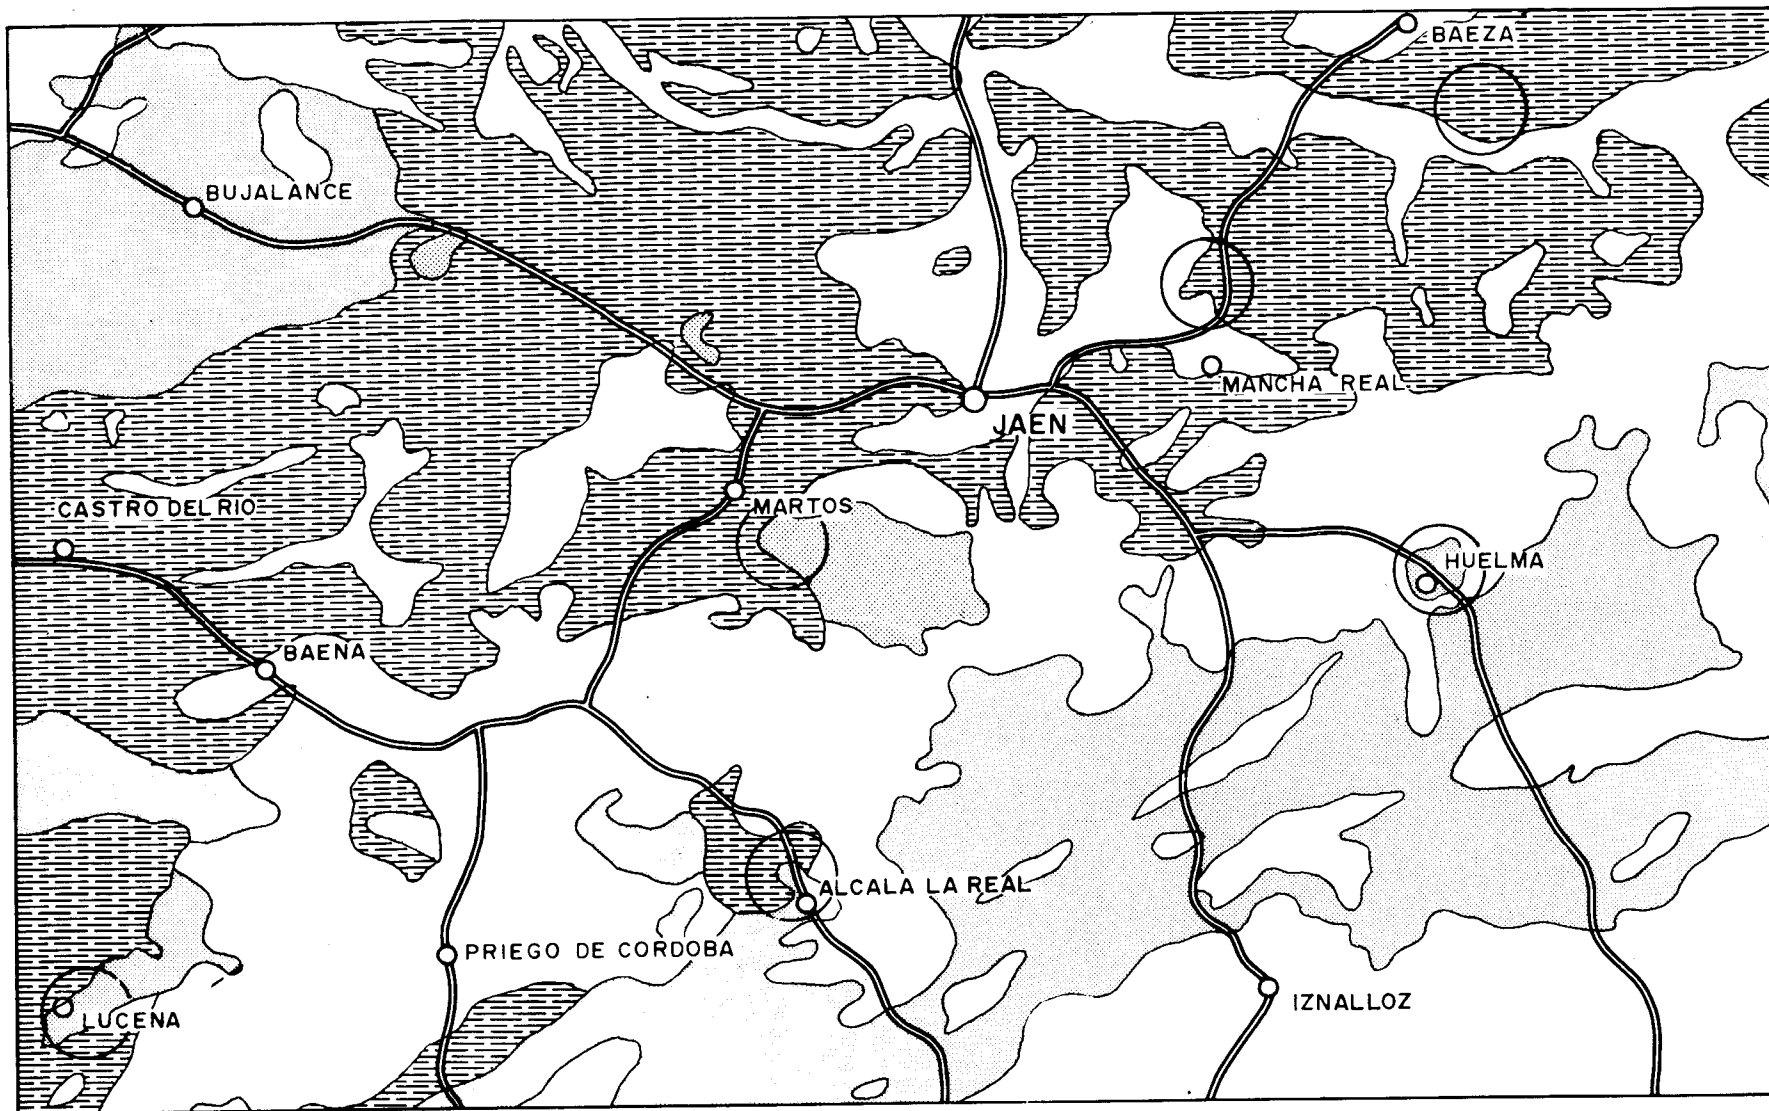 BAEZA
BUJALANCE
MANCHA REAL
JAEN
CASTRO DEL RIO
MARTOS
HUELMA
BAENA
ALCALA LA REAL
PRIEGO DE CORDOBA
IZNALLOZ
LUCENA